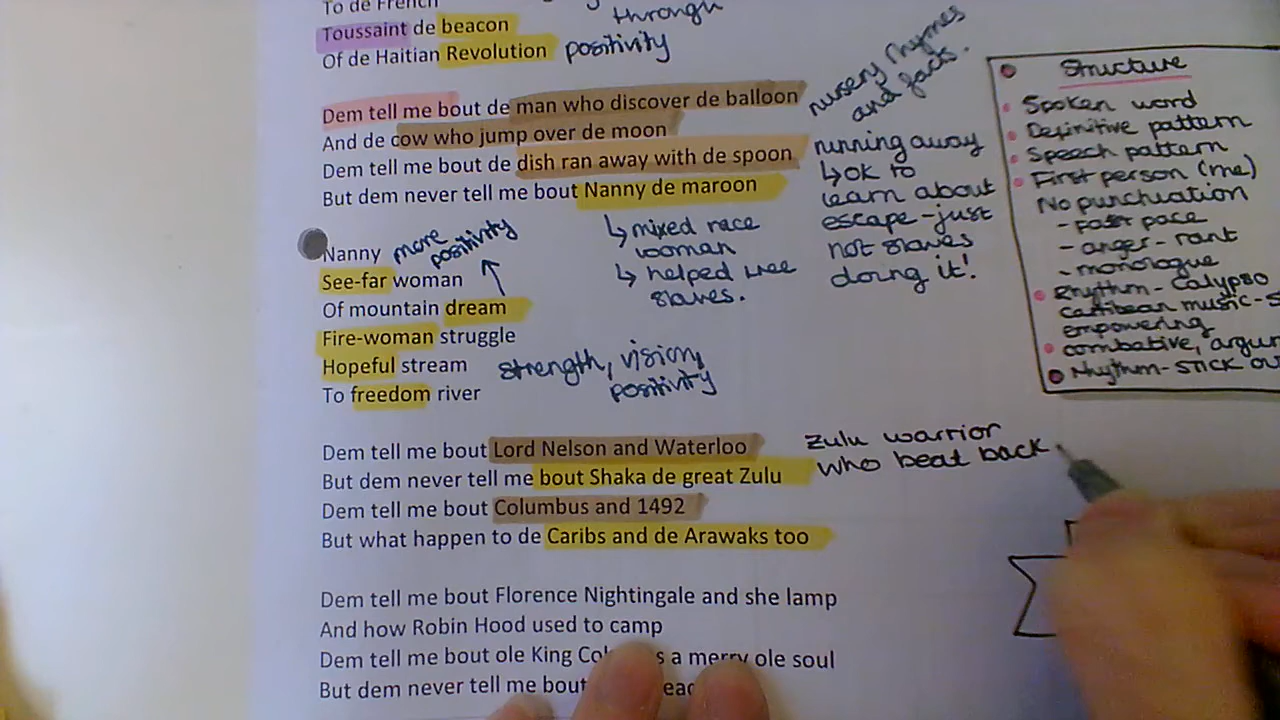 To de French
through
Toussaint de beacon
Of de Haitian Revolution
positivity
Dem tell me bout de man who discover de balloon
And de cow who jump over de moon
Dem tell me bout de dish ran away with de spoon
But dem never tell me bout Nanny de maroon
nursery rhymes
and facts.
running away
↳ ok to
learn about
escape - just
not slaves
doing it!
↳ mixed race
woman
↳ helped free
slaves.
Nanny
more
positivity
See-far woman
Of mountain dream
Fire-woman struggle
Hopeful stream
To freedom river
strength, vision,
positivity
Dem tell me bout Lord Nelson and Waterloo
But dem never tell me bout Shaka de great Zulu
Dem tell me bout Columbus and 1492
But what happen to de Caribs and de Arawaks too
Zulu warrior
who beat back
Dem tell me bout Florence Nightingale and she lamp
And how Robin Hood used to camp
Dem tell me bout ole King Co s a merry ole soul
But dem never tell me bout
Structure
Spoken word
Definitive pattern
Speech pattern
First person (me)
No punctuation
- fast pace
- anger - rant
- monologue
Rhythm - Calypso
Caribbean music -
empowering
combative, argu
Rhythm - STICK OU